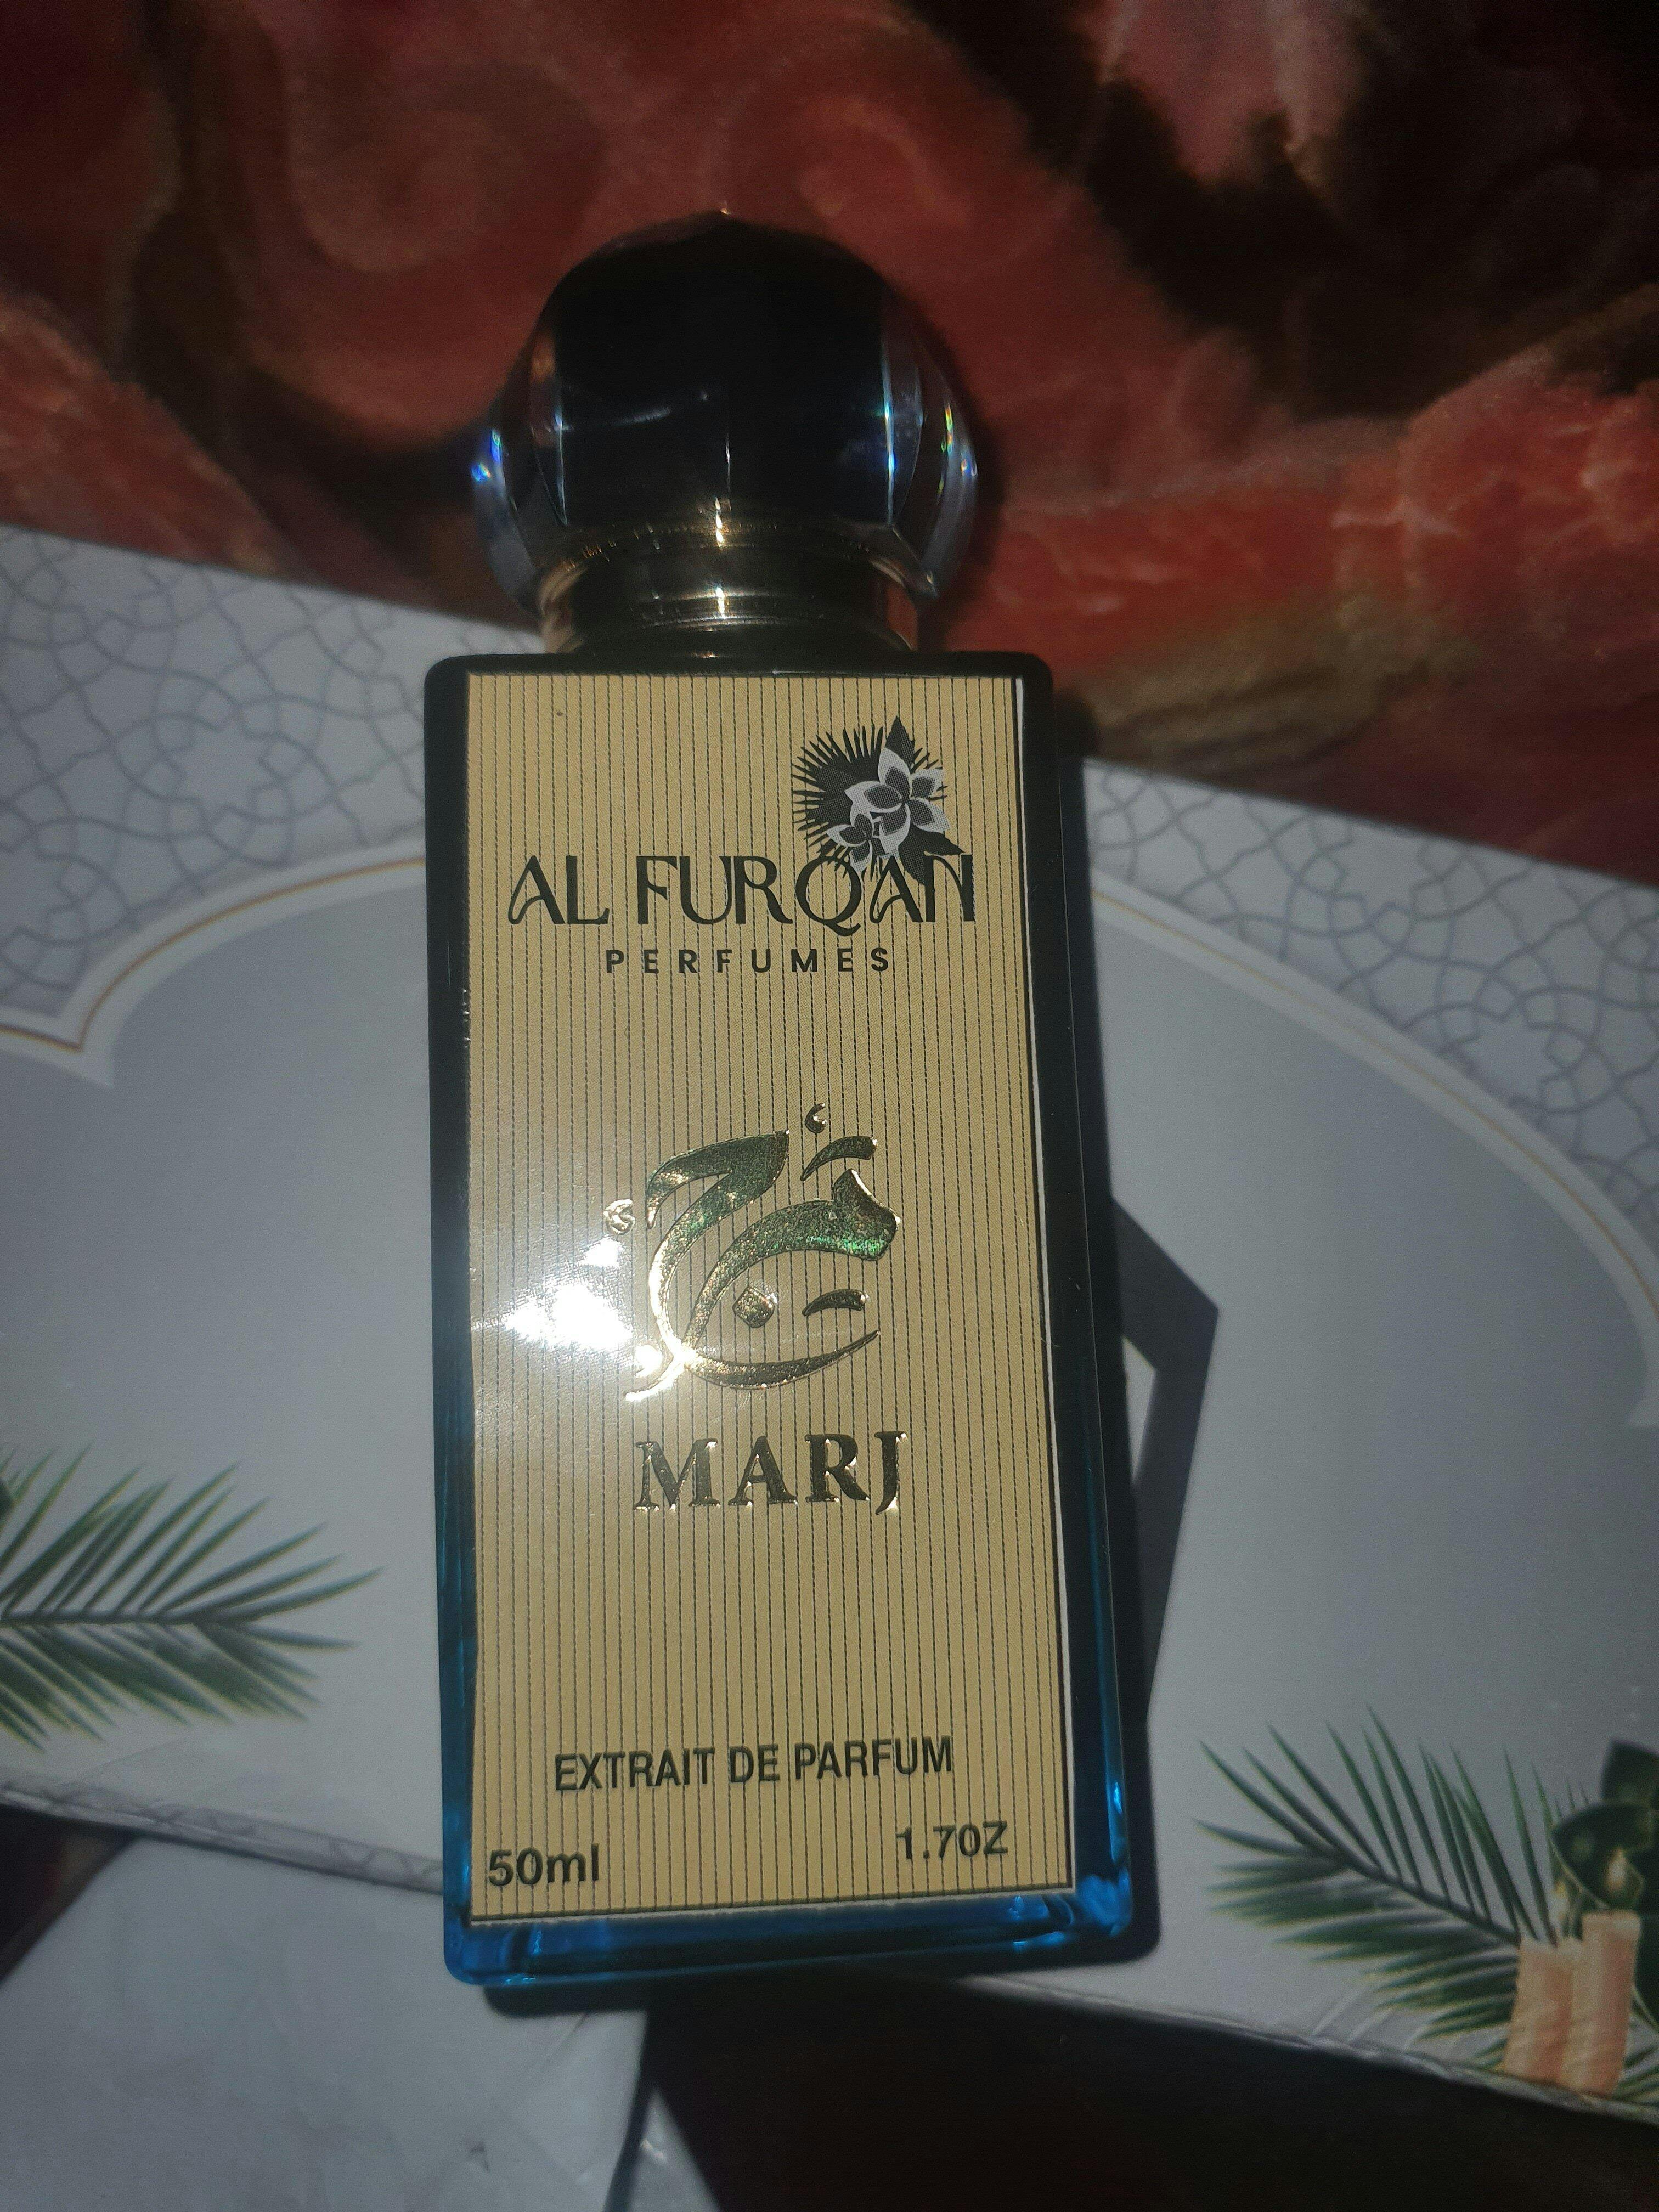 AL FURQAN
PERFUMES
مرج
MARJ
EXTRAIT DE PARFUM
50ml 1.7OZ